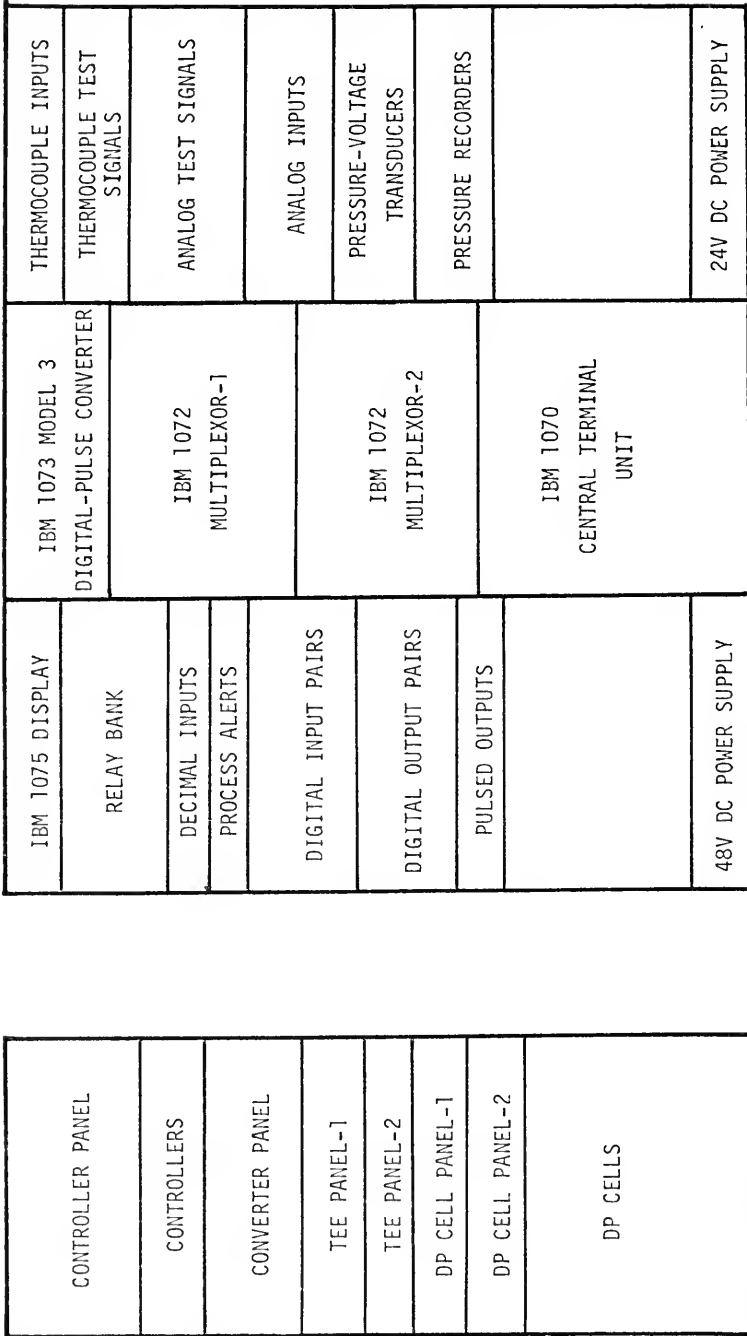 CONTROLLER PANEL
CONTROLLERS
CONVERTER PANEL
TEE PANEL-1
TEE PANEL-2
DP CELL PANEL-1
DP CELL PANEL-2
DP CELLS
IBM 1075 DISPLAY
RELAY BANK
DECIMAL INPUTS
PROCESS ALERTS
DIGITAL INPUT PAIRS
DIGITAL OUTPUT PAIRS
PULSED OUTPUTS
48V DC POWER SUPPLY
IBM 1073 MODEL 3
DIGITAL-PULSE CONVERTER
IBM 1072
MULTIPLEXOR-1
IBM 1072
MULTIPLEXOR-2
IBM 1070
CENTRAL TERMINAL
UNIT
THERMOCOUPLE INPUTS
THERMOCOUPLE TEST
SIGNALS
ANALOG TEST SIGNALS
ANALOG INPUTS
PRESSURE-VOLTAGE
TRANSDUCERS
PRESSURE RECORDERS
24V DC POWER SUPPLY